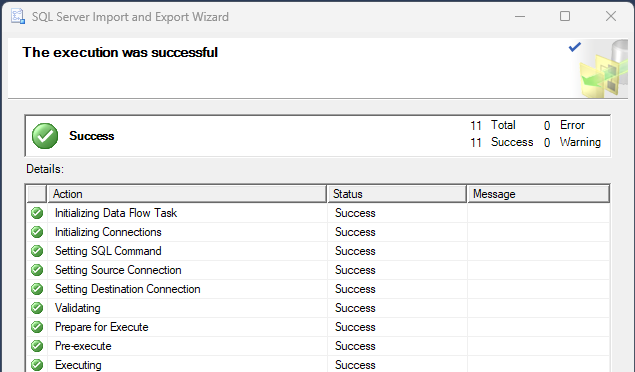 SQL Server Import and Export Wizard
The execution was successful
Success
11 Total 0 Error
11 Success 0 Warning
Details:
Action Status Message
Initializing Data Flow Task Success
Initializing Connections Success
Setting SQL Command Success
Setting Source Connection Success
Setting Destination Connection Success
Validating Success
Prepare for Execute Success
Pre-execute Success
Executing Success